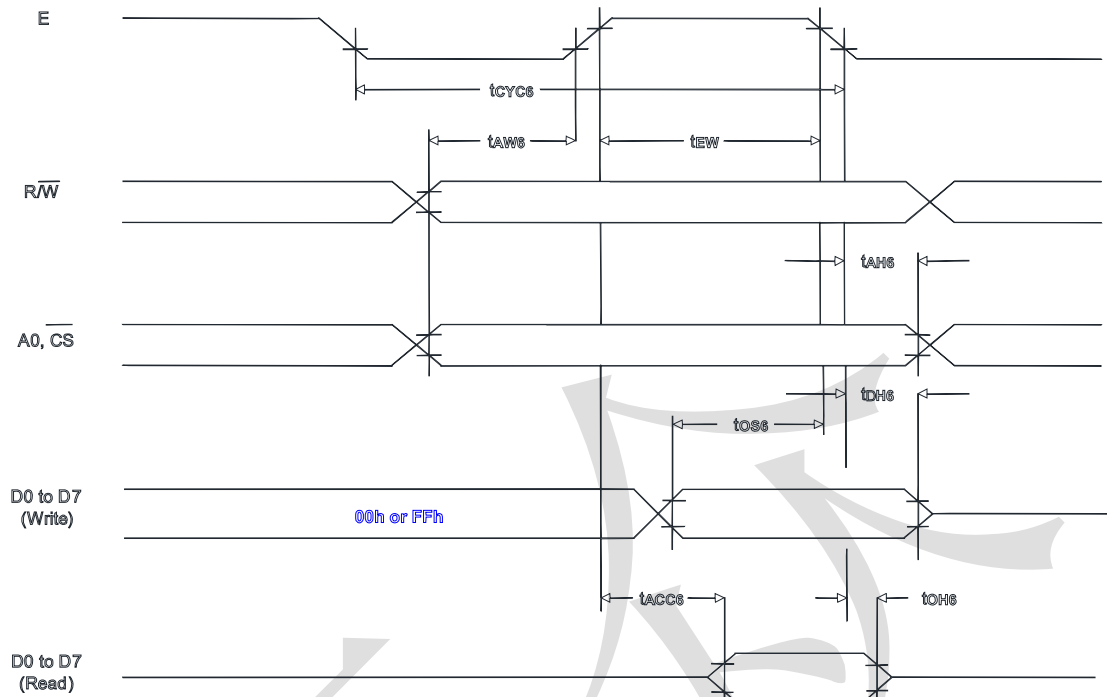 E
tCYC6
tAW6
tEW
R/W
tAH6
A0, CS
tDH6
tOS6
D0 to D7
(Write)
00h or FFh
tACC6
tOH6
D0 to D7
(Read)